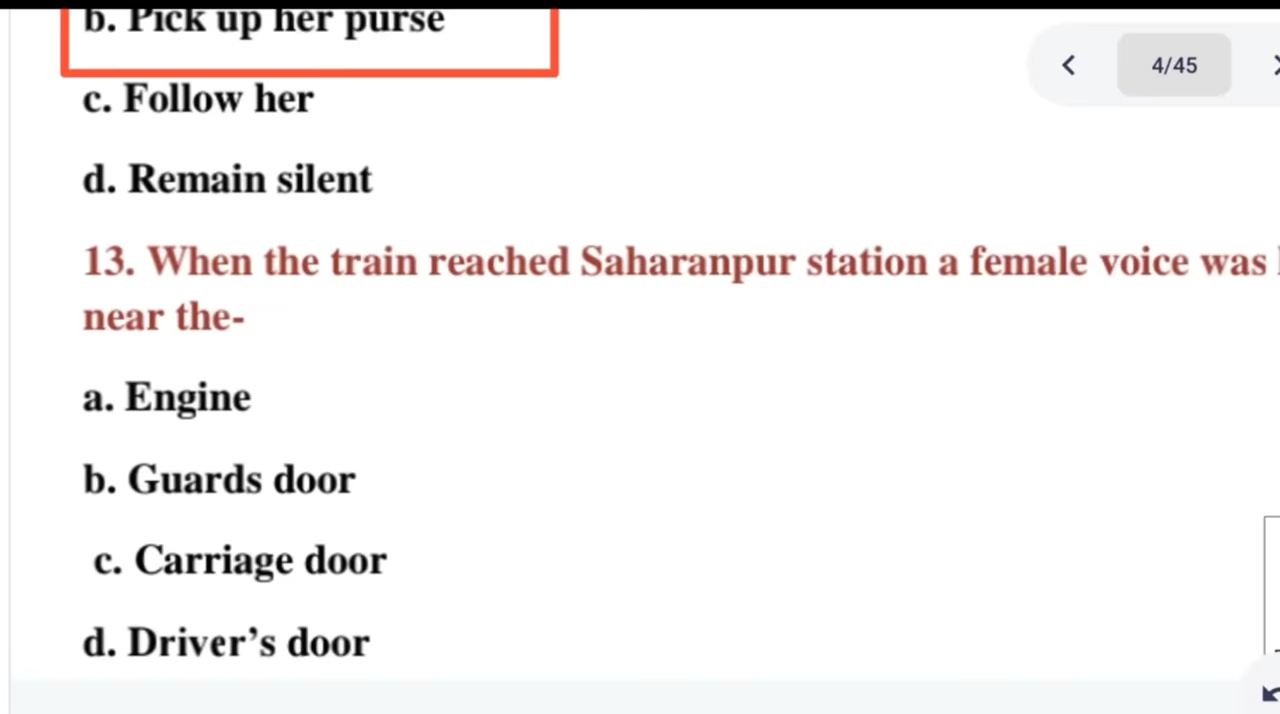 b. Pick up her purse
4/45
c. Follow her
d. Remain silent
13. When the train reached Saharanpur station a female voice was
near the-
a. Engine
b. Guards door
c. Carriage door
d. Driver's door